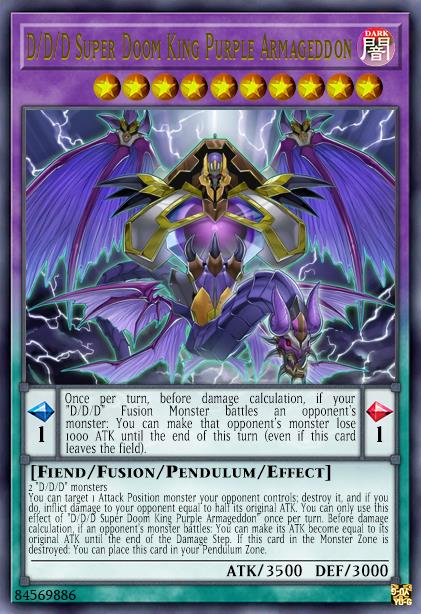 D/D/D Super Doom King Purple Armageddon
DARK
闇
Once per turn, before damage calculation, if your
"D/D/D" Fusion Monster battles an opponent's
monster: You can make that opponent's monster lose
1000 ATK until the end of this turn (even if this card
leaves the field).
1
1
[Fiend/Fusion/Pendulum/Effect]
2 "D/D/D" monsters
You can target 1 Attack Position monster your opponent controls; destroy it, and if you
do, inflict damage to your opponent equal to half its original ATK. You can only use this
effect of "D/D/D Super Doom King Purple Armageddon" once per turn. Before damage
calculation, if an opponent's monster battles: You can make its ATK become equal to its
original ATK until the end of the Damage Step. If this card in the Monster Zone is
destroyed: You can place this card in your Pendulum Zone.
ATK/3500 DEF/3000
84569886